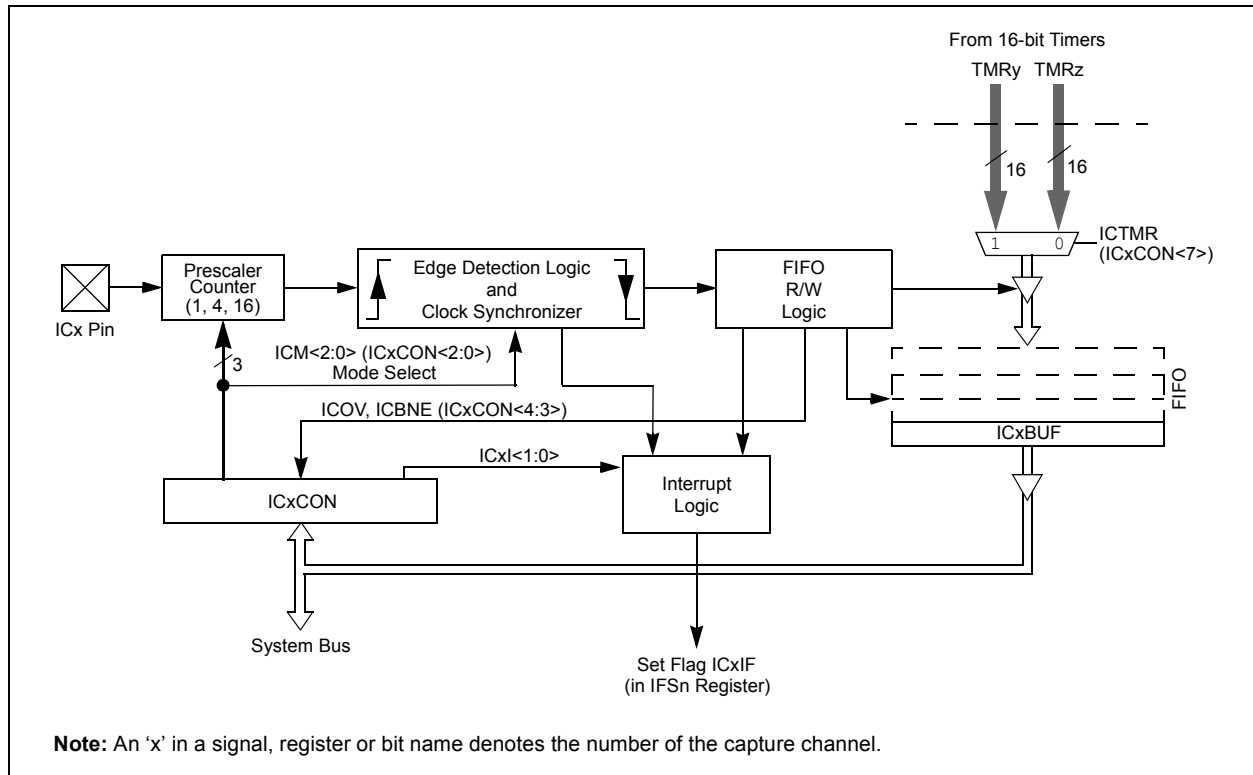 From 16-bit Timers
TMRy TMRz
16 16
1 0
ICTMR
(ICxCON<7>)
Prescaler
Counter
(1, 4, 16)
Edge Detection Logic
and
Clock Synchronizer
FIFO
R/W
Logic
ICx Pin
3
ICM<2:0> (ICxCON<2:0>)
Mode Select
FIFO
ICOV, ICBNE (ICxCON<4:3>)
ICxBUF
ICxI<1:0>
ICxCON
Interrupt
Logic
System Bus
Set Flag ICxIF
(in IFSn Register)
Note: An ‘x’ in a signal, register or bit name denotes the number of the capture channel.